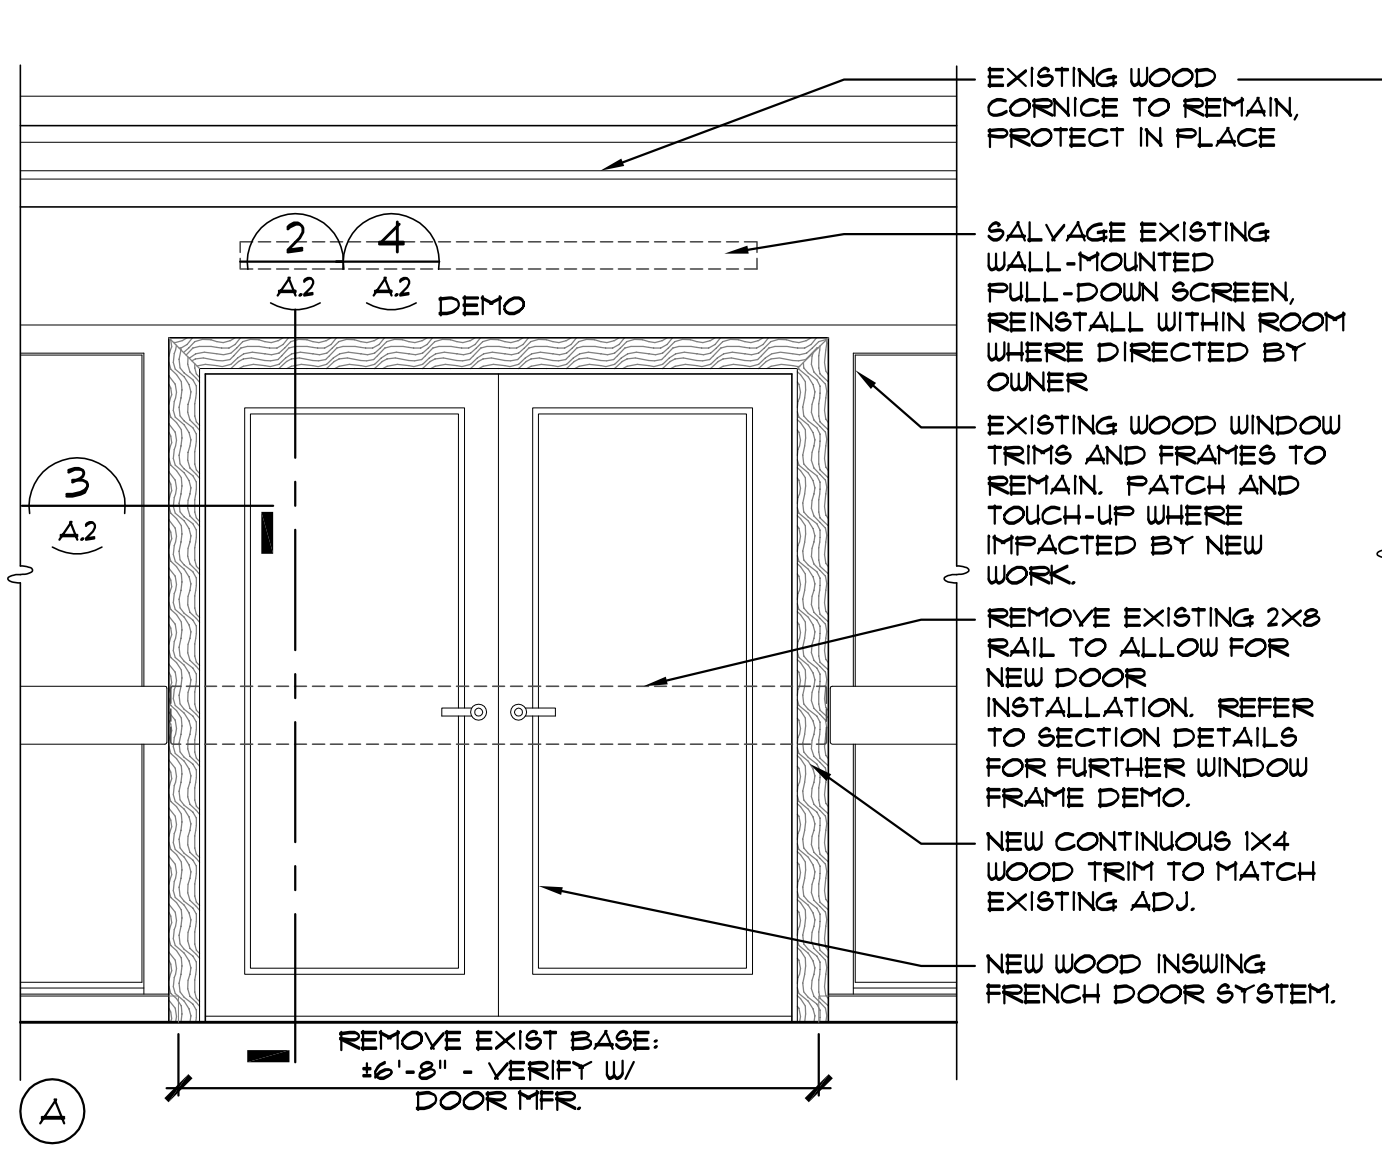 EXISTING WOOD
CORNICE TO REMAIN,
PROTECT IN PLACE
2
4
A.2
A.2
DEMO
SALVAGE EXISTING
WALL-MOUNTED
PULL-DOWN SCREEN,
REINSTALL WITHIN ROOM
WHERE DIRECTED BY
OWNER
EXISTING WOOD WINDOW
TRIMS AND FRAMES TO
REMAIN. PATCH AND
TOUCH-UP WHERE
IMPACTED BY NEW
WORK.
3
A.2
REMOVE EXISTING 2X8
RAIL TO ALLOW FOR
NEW DOOR
INSTALLATION. REFER
TO SECTION DETAILS
FOR FURTHER WINDOW
FRAME DEMO.
NEW CONTINUOUS 1X4
WOOD TRIM TO MATCH
EXISTING ADJ.
NEW WOOD INSWING
FRENCH DOOR SYSTEM.
REMOVE EXIST BASE:
±6'-8" - VERIFY W/
DOOR MFR.
A